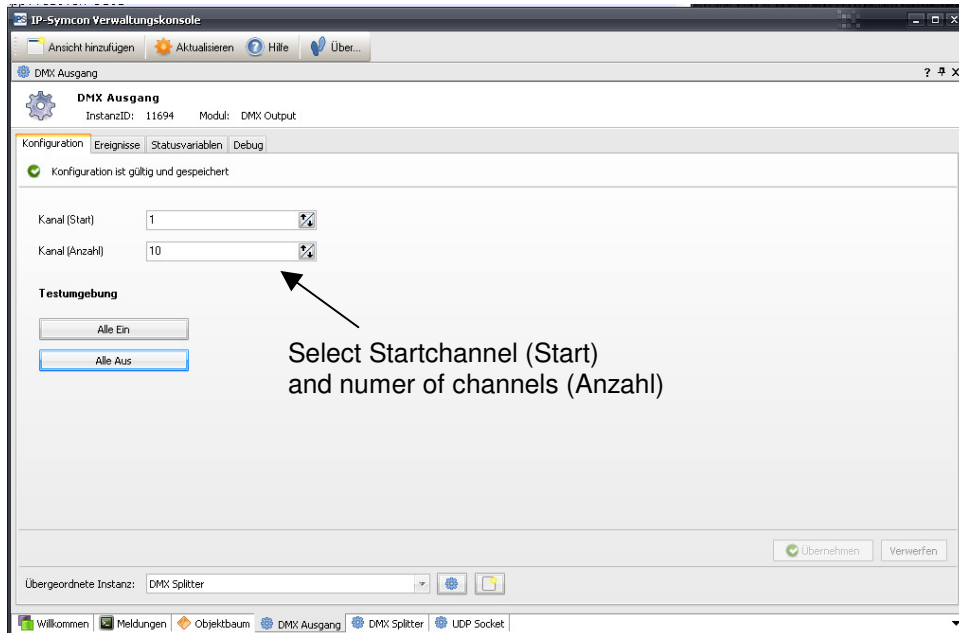 IP-Symcon Verwaltungskonsole
Ansicht hinzufügen Aktualisieren Hilfe Über...
DMX Ausgang
DMX Ausgang
InstanzID: 11694 Modul: DMX Output
Konfiguration Ereignisse Statusvariablen Debug
Konfiguration ist gültig und gespeichert
Kanal (Start) 1
Kanal (Anzahl) 10
Testumgebung
Alle Ein
Alle Aus
Select Startchannel (Start)
and numer of channels (Anzahl)
Übernehmen Verwerfen
Übergeordnete Instanz: DMX Splitter
Willkommen Meldungen Objektbaum DMX Ausgang DMX Splitter UDP Socket